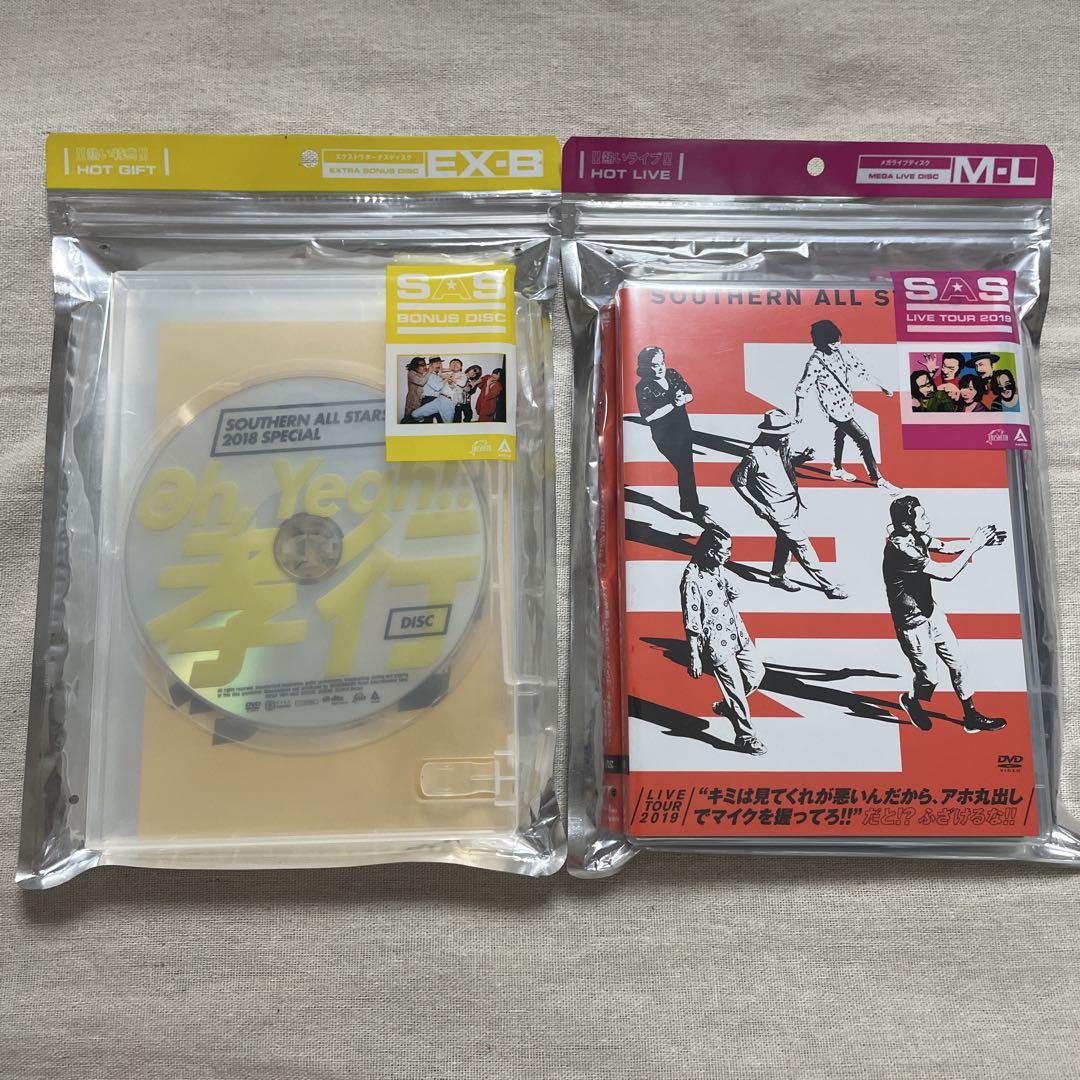 !!熱い特典!!
HOT GIFT
エクストラボーナスディスク
EXTRA BONUS DISC
EX-B
SAS
BONUS DISC
SOUTHERN ALL STARS
2018 SPECIAL
Oh, Yeah!!
孝行
DISC
!!熱いライブ!!
HOT LIVE
メガライブディスク
MEGA LIVE DISC
M-L
SOUTHERN ALL S
SAS
LIVE TOUR 2019
DVD
VIDEO
LIVE
TOUR
2019
“キミは見てくれが悪いんだから、アホ丸出し
でマイクを握ってろ!!”だと!? ふざけるな!!